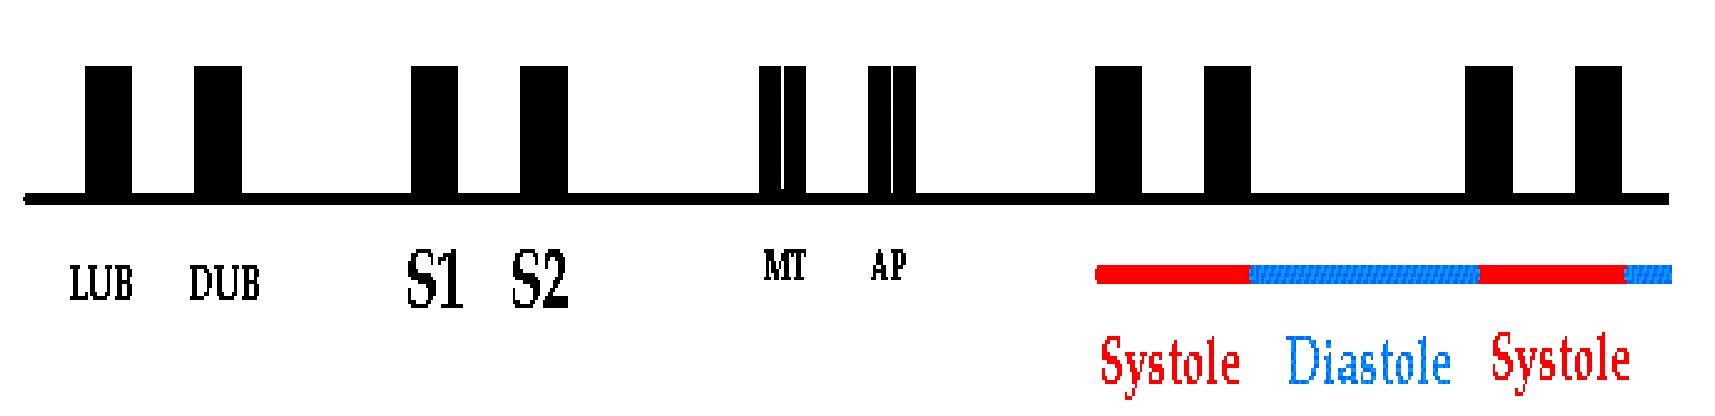 LUB DUB S1 S2 MT AP
Systole Diastole Systole